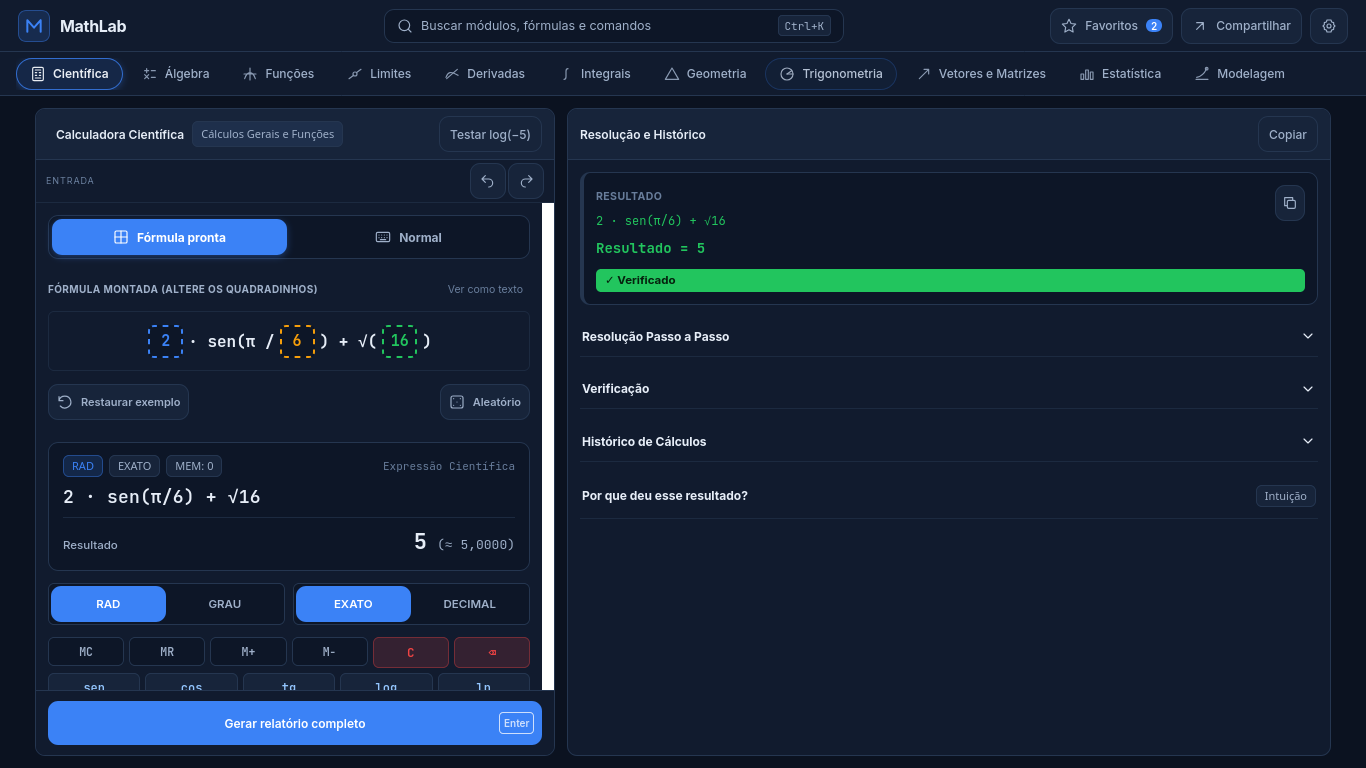 MathLab
Buscar módulos, fórmulas e comandos Ctrl+K
Favoritos 2 Compartilhar
Científica Álgebra Funções Limites Derivadas Integrais Geometria Trigonometria Vetores e Matrizes Estatística Modelagem
Calculadora Científica Cálculos Gerais e Funções Testar log(−5)
ENTRADA
Fórmula pronta Normal
FÓRMULA MONTADA (ALTERE OS QUADRADINHOS) Ver como texto
2 · sen(π / 6 ) + √( 16 )
Restaurar exemplo Aleatório
RAD EXATO MEM: 0 Expressão Científica
2 · sen(π/6) + √16
Resultado 5 (≈ 5,0000)
RAD GRAU EXATO DECIMAL
MC MR M+ M- C ⌫
sen cos tg log ln
Gerar relatório completo Enter
Resolução e Histórico Copiar
RESULTADO
2 · sen(π/6) + √16
Resultado = 5
✓ Verificado
Resolução Passo a Passo
Verificação
Histórico de Cálculos
Por que deu esse resultado? Intuição